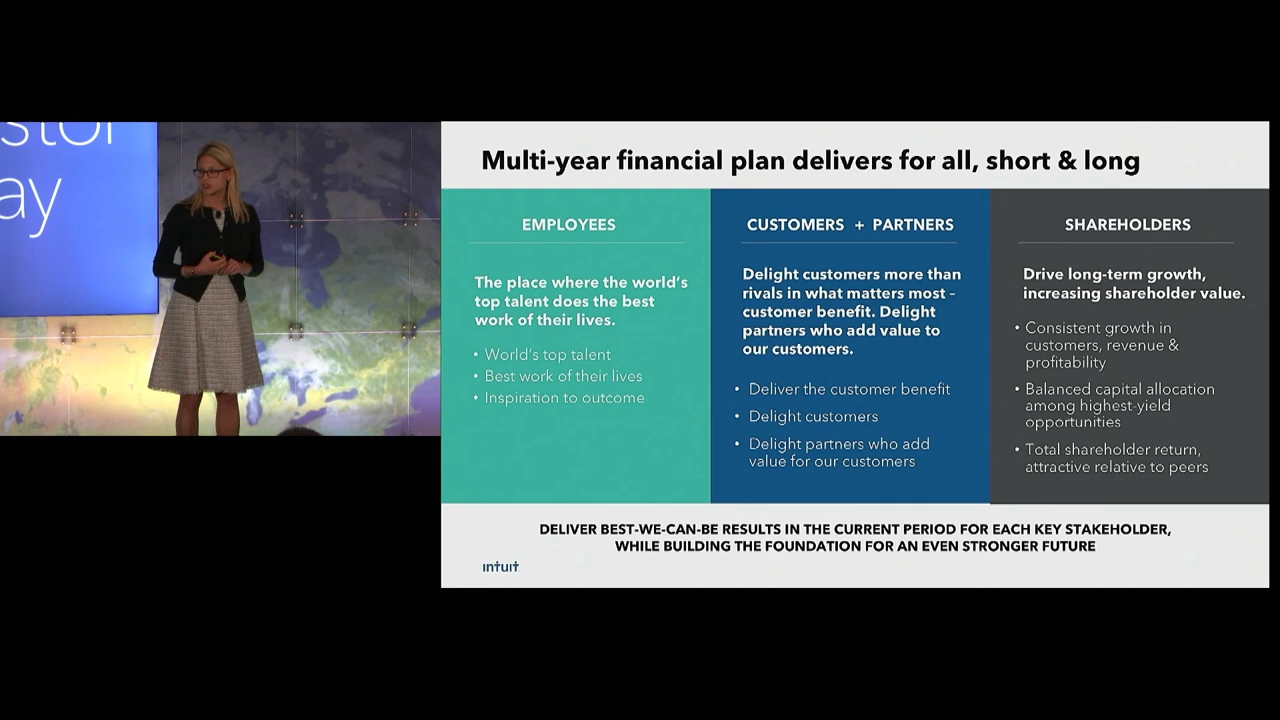 stor
ay
Multi-year financial plan delivers for all, short & long
EMPLOYEES
The place where the world's
top talent does the best
work of their lives.
• World's top talent
• Best work of their lives
• Inspiration to outcome
CUSTOMERS + PARTNERS
Delight customers more than
rivals in what matters most –
customer benefit. Delight
partners who add value to
our customers.
• Deliver the customer benefit
• Delight customers
• Delight partners who add
value for our customers
SHAREHOLDERS
Drive long-term growth,
increasing shareholder value.
• Consistent growth in
customers, revenue &
profitability
• Balanced capital allocation
among highest-yield
opportunities
• Total shareholder return,
attractive relative to peers
DELIVER BEST-WE-CAN-BE RESULTS IN THE CURRENT PERIOD FOR EACH KEY STAKEHOLDER,
WHILE BUILDING THE FOUNDATION FOR AN EVEN STRONGER FUTURE
intuit